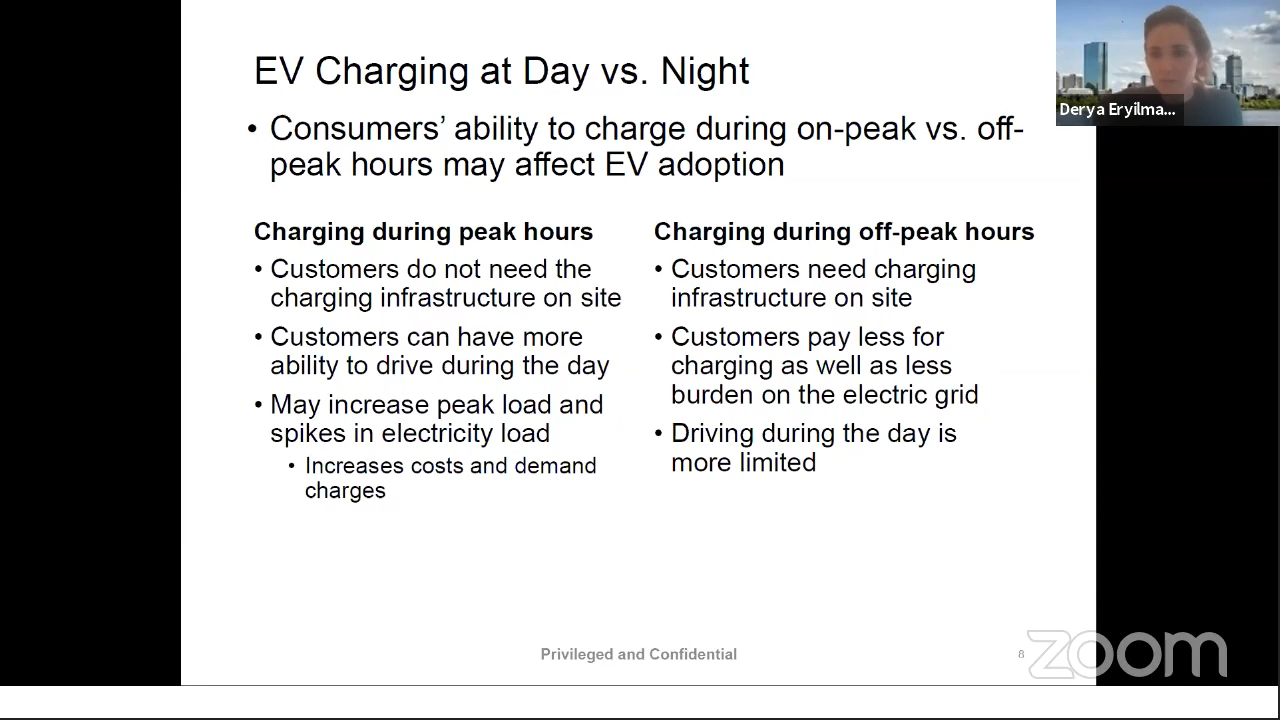 EV Charging at Day vs. Night
• Consumers’ ability to charge during on-peak vs. off-
peak hours may affect EV adoption
Charging during peak hours
• Customers do not need the
charging infrastructure on site
• Customers can have more
ability to drive during the day
• May increase peak load and
spikes in electricity load
• Increases costs and demand
charges
Charging during off-peak hours
• Customers need charging
infrastructure on site
• Customers pay less for
charging as well as less
burden on the electric grid
• Driving during the day is
more limited
Privileged and Confidential
8
Derya Eryilma...
zoom